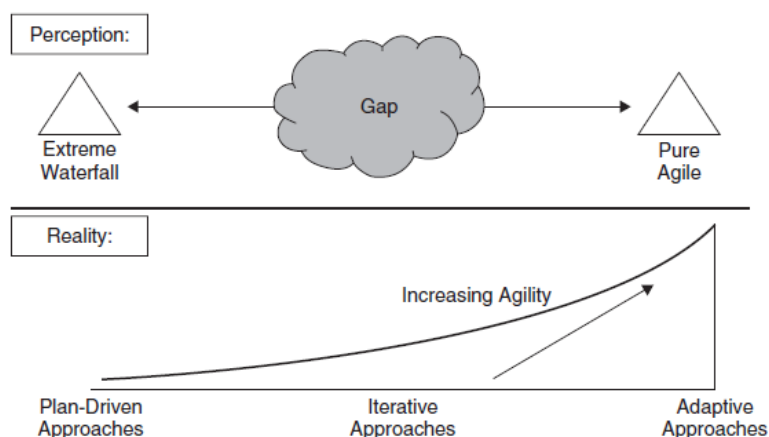 Perception:
Gap
Extreme
Waterfall
Pure
Agile
Reality:
Increasing Agility
Plan-Driven
Approaches
Iterative
Approaches
Adaptive
Approaches